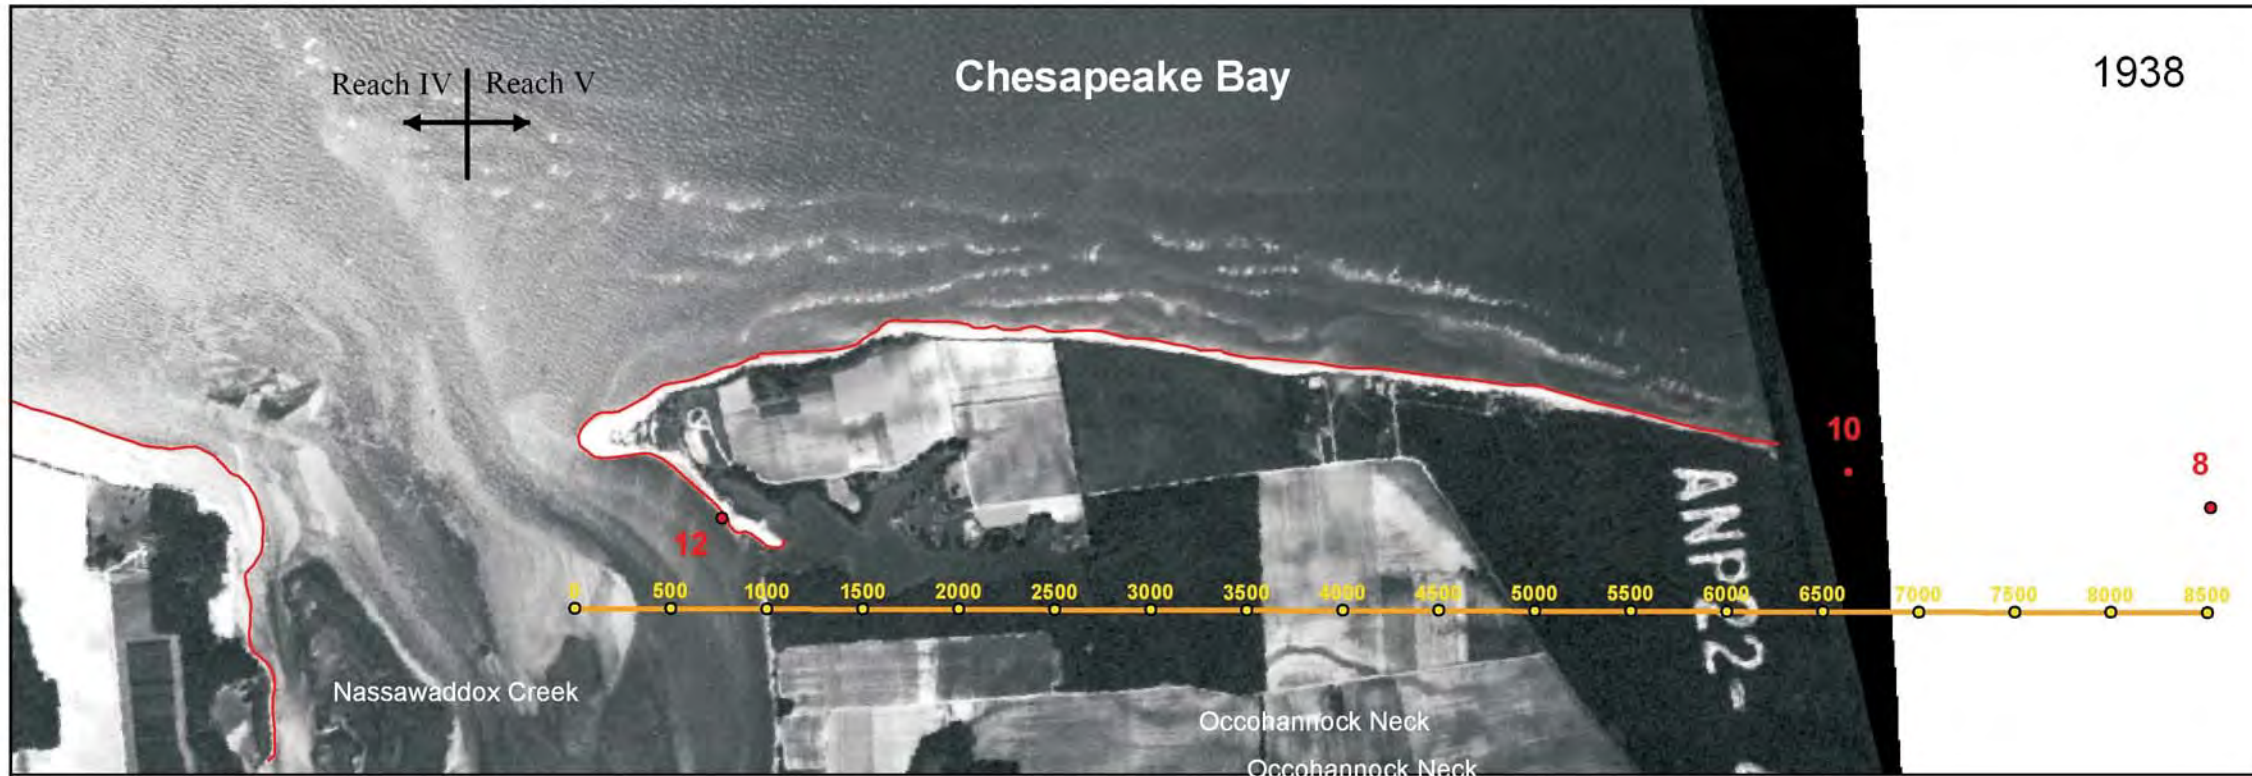 1938
Chesapeake Bay
Reach IV Reach V
10
8
12
0 500 1000 1500 2000 2500 3000 3500 4000 4500 5000 5500 6000 6500 7000 7500 8000 8500
ANP22-
Nassawaddox Creek
Occohannock Neck
Occohannock Neck